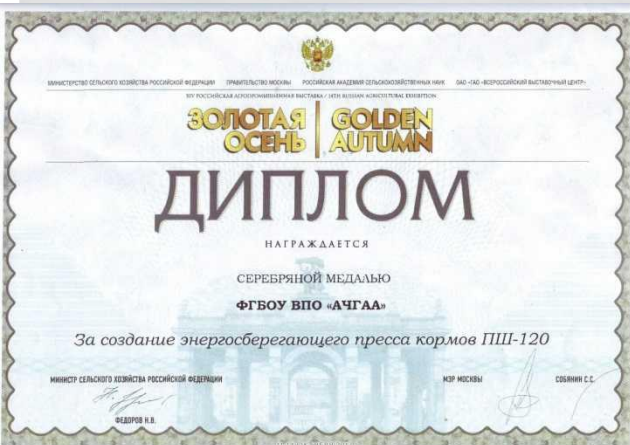 МИНИСТЕРСТВО СЕЛЬСКОГО ХОЗЯЙСТВА РОССИЙСКОЙ ФЕДЕРАЦИИ ПРАВИТЕЛЬСТВО МОСКВЫ РОССИЙСКАЯ АКАДЕМИЯ СЕЛЬСКОХОЗЯЙСТВЕННЫХ НАУК ОАО «ГАО «ВСЕРОССИЙСКИЙ ВЫСТАВОЧНЫЙ ЦЕНТР»
XIV РОССИЙСКАЯ АГРОПРОМЫШЛЕННАЯ ВЫСТАВКА / 14TH RUSSIAN AGRICULTURAL EXHIBITION
ЗОЛОТАЯ GOLDEN
ОСЕНЬ AUTUMN
ДИПЛОМ
НАГРАЖДАЕТСЯ
СЕРЕБРЯНОЙ МЕДАЛЬЮ
ФГБОУ ВПО «АЧГАА»
За создание энергосберегающего пресса кормов ПШ-120
МИНИСТР СЕЛЬСКОГО ХОЗЯЙСТВА РОССИЙСКОЙ ФЕДЕРАЦИИ МЭР МОСКВЫ СОБЯНИН С.С.
ФЕДОРОВ Н.В.